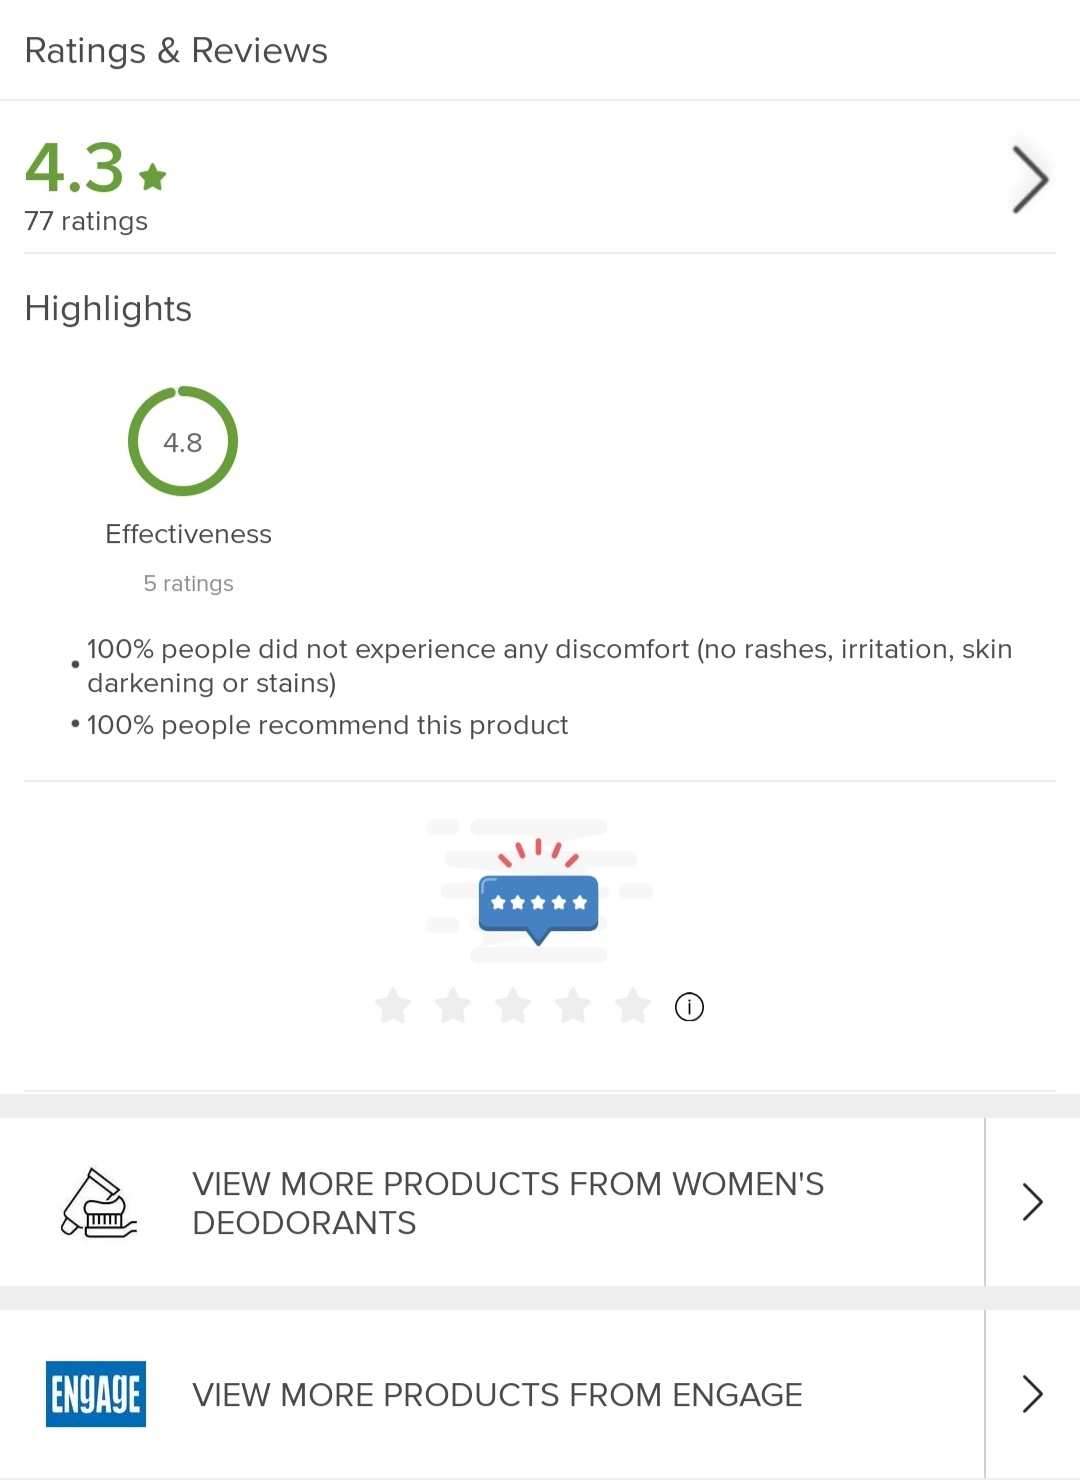 Ratings & Reviews
4.3
77 ratings
Highlights
4.8
Effectiveness
5 ratings
• 100% people did not experience any discomfort (no rashes, irritation, skin
darkening or stains)
• 100% people recommend this product
VIEW MORE PRODUCTS FROM WOMEN'S
DEODORANTS
ENGAGE
VIEW MORE PRODUCTS FROM ENGAGE